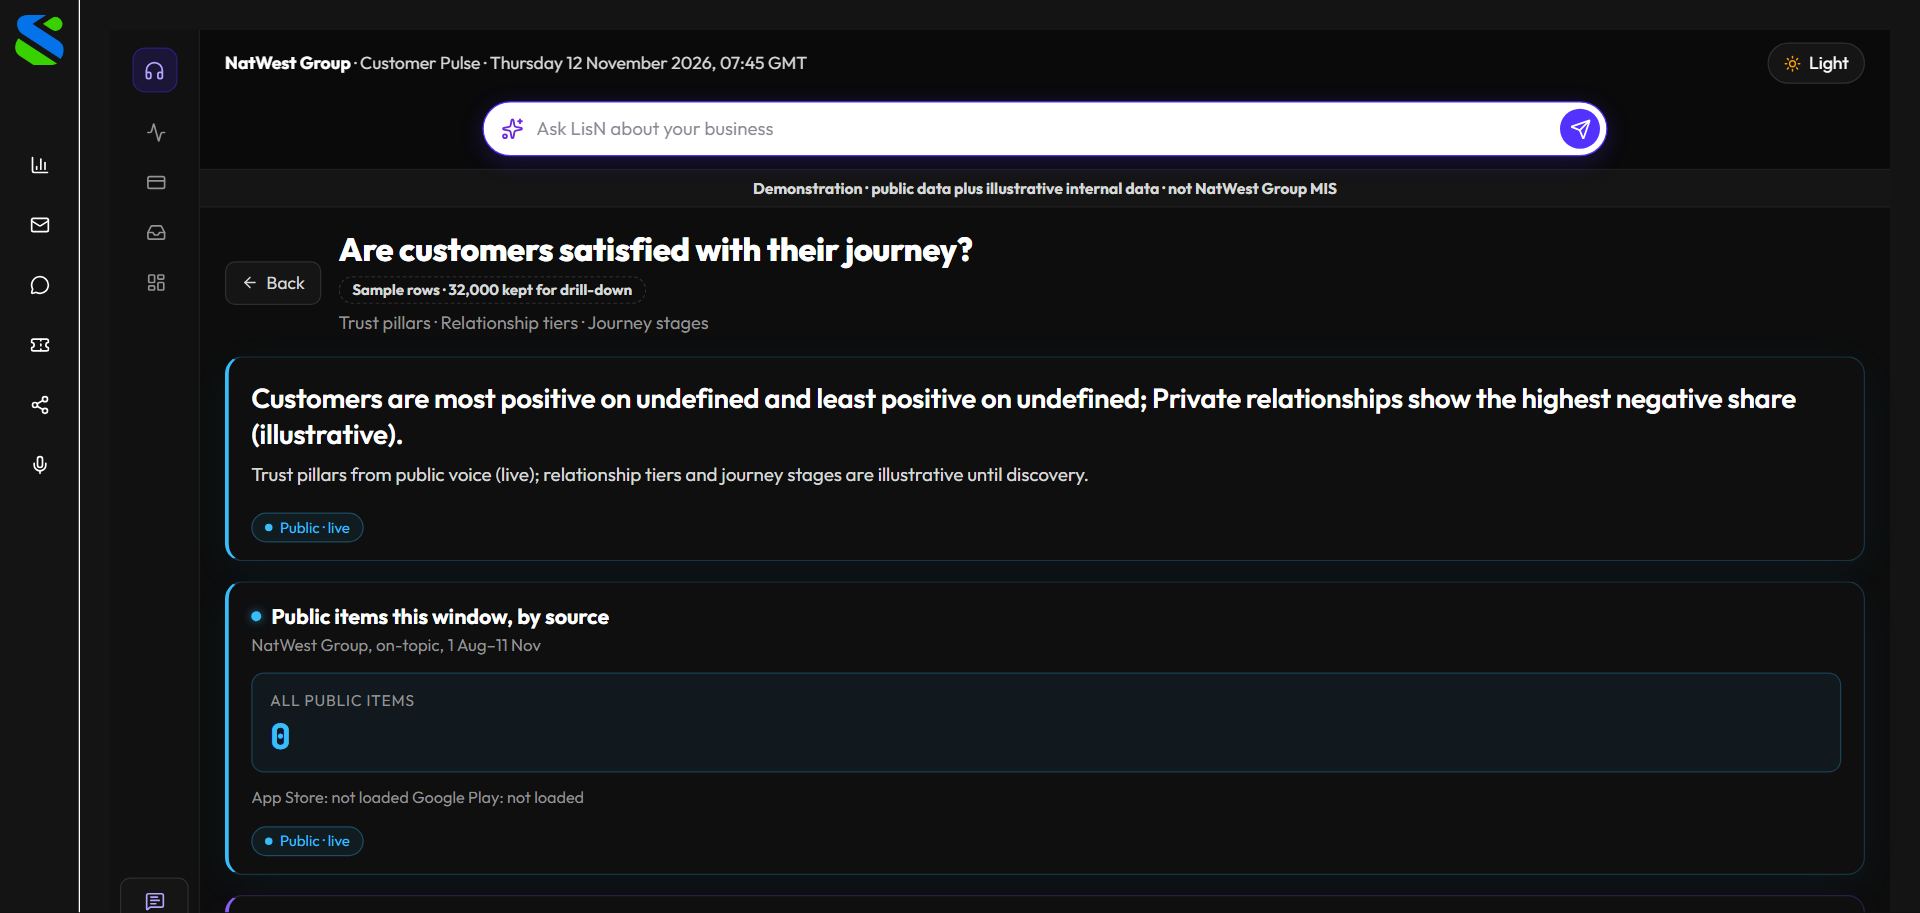 NatWest Group · Customer Pulse · Thursday 12 November 2026, 07:45 GMT
Light
Ask LisN about your business
Demonstration · public data plus illustrative internal data · not NatWest Group MIS
Back
Are customers satisfied with their journey?
Sample rows · 32,000 kept for drill-down
Trust pillars · Relationship tiers · Journey stages
Customers are most positive on undefined and least positive on undefined; Private relationships show the highest negative share
(illustrative).
Trust pillars from public voice (live); relationship tiers and journey stages are illustrative until discovery.
Public · live
Public items this window, by source
NatWest Group, on-topic, 1 Aug–11 Nov
ALL PUBLIC ITEMS
0
App Store: not loaded Google Play: not loaded
Public · live